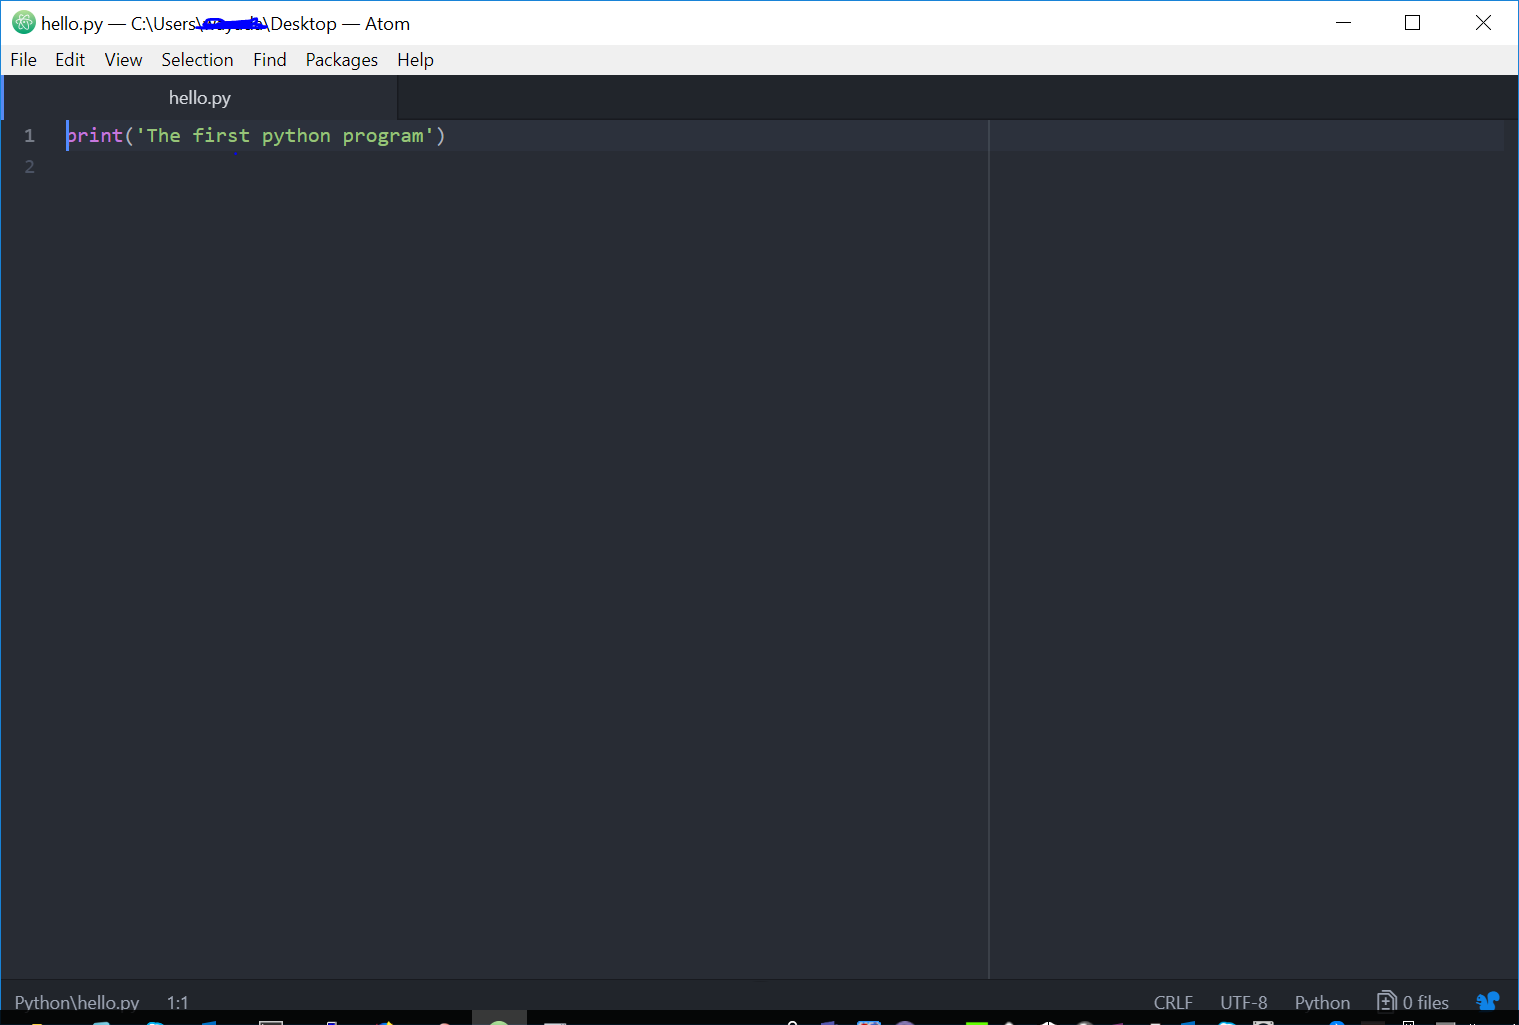 hello.py — C:\Users\ \Desktop — Atom
File Edit View Selection Find Packages Help
hello.py
1 print('The first python program')
2
Python\hello.py 1:1 CRLF UTF-8 Python 0 files